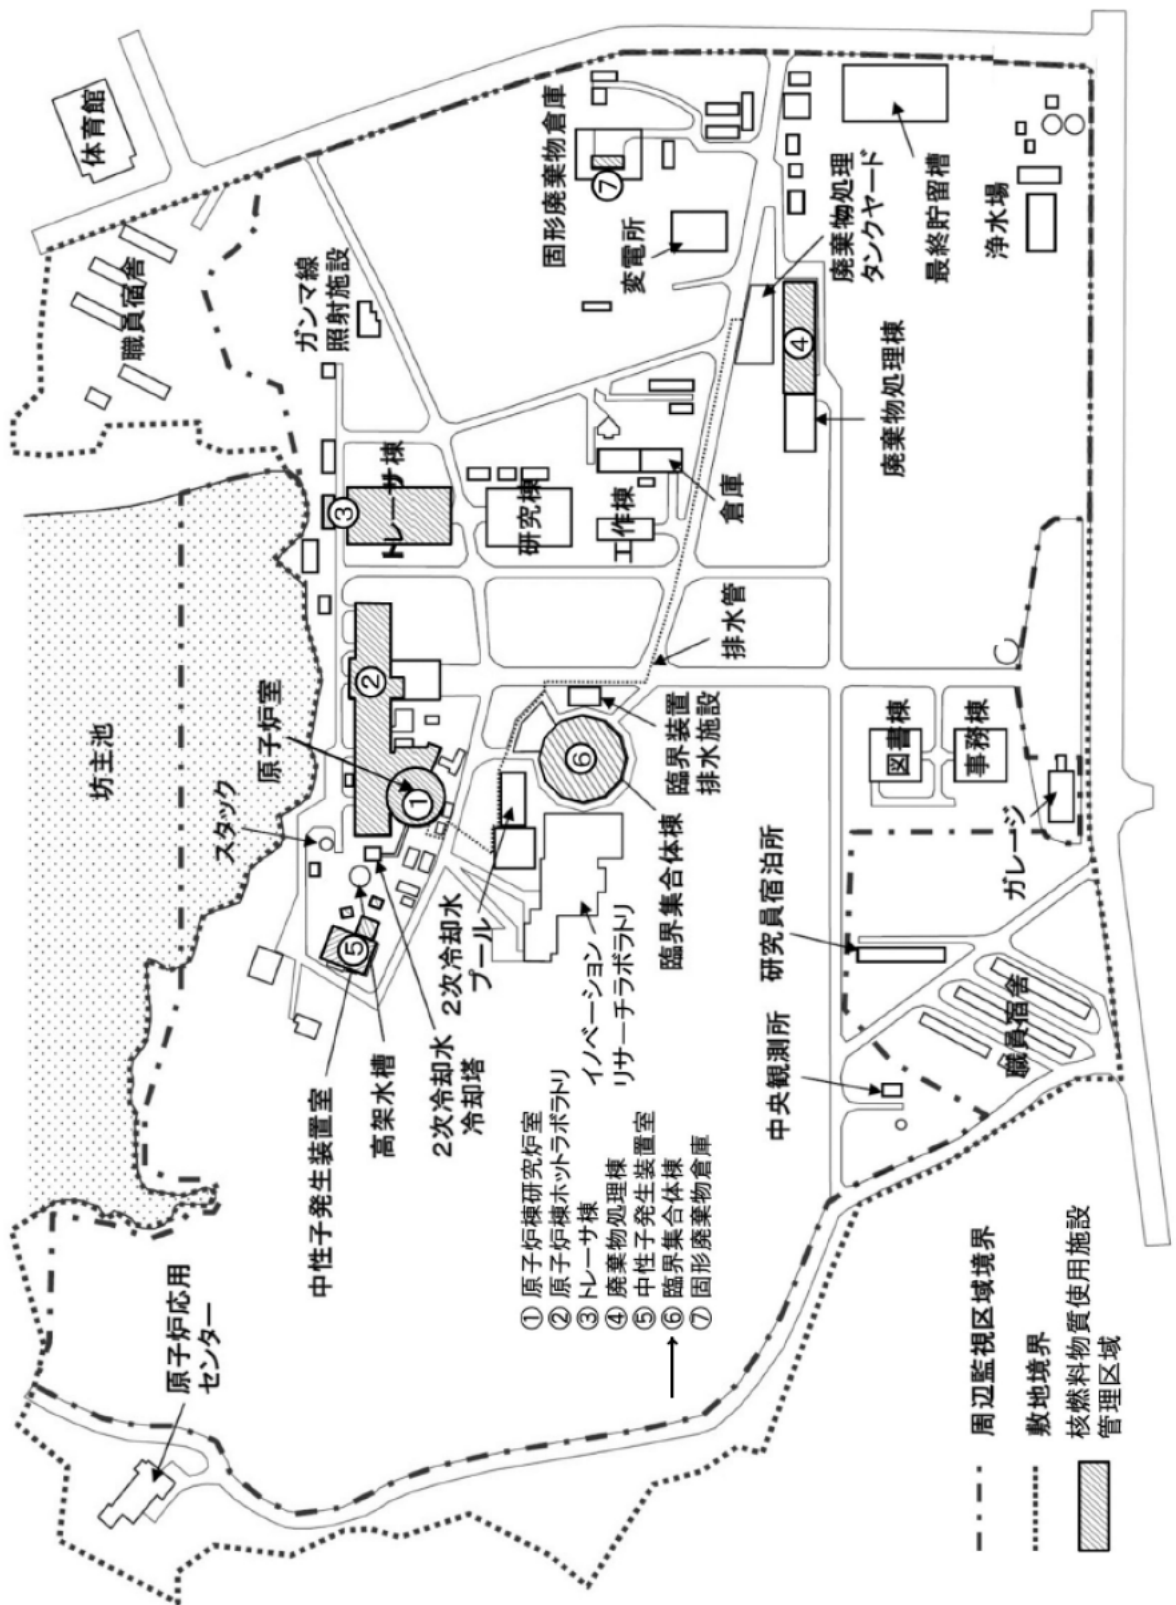 体育館
職員宿舎
坊主池
スタック
原子炉室
③
トレーサ棟
ガンマ線
照射施設
固形廃棄物倉庫
⑦
変電所
廃棄物処理
タンクヤード
最終貯留槽
浄水場
②
①
研究棟
工作棟
倉庫
④
廃棄物処理棟
⑤
中性子発生装置室
高架水槽
2次冷却水
冷却塔
2次冷却水
プール
⑥
臨界装置
排水施設
排水管
臨界集合体棟
イノベーション
リサーチラボラトリ
図書棟
事務棟
ガレージ
研究員宿泊所
中央観測所
職員宿舎
原子炉応用
センター
① 原子炉棟研究炉室
② 原子炉棟ホットラボラトリ
③ トレーサ棟
④ 廃棄物処理棟
⑤ 中性子発生装置室
⑥ 臨界集合体棟
⑦ 固形廃棄物倉庫
周辺監視区域境界
敷地境界
核燃料物質使用施設
管理区域